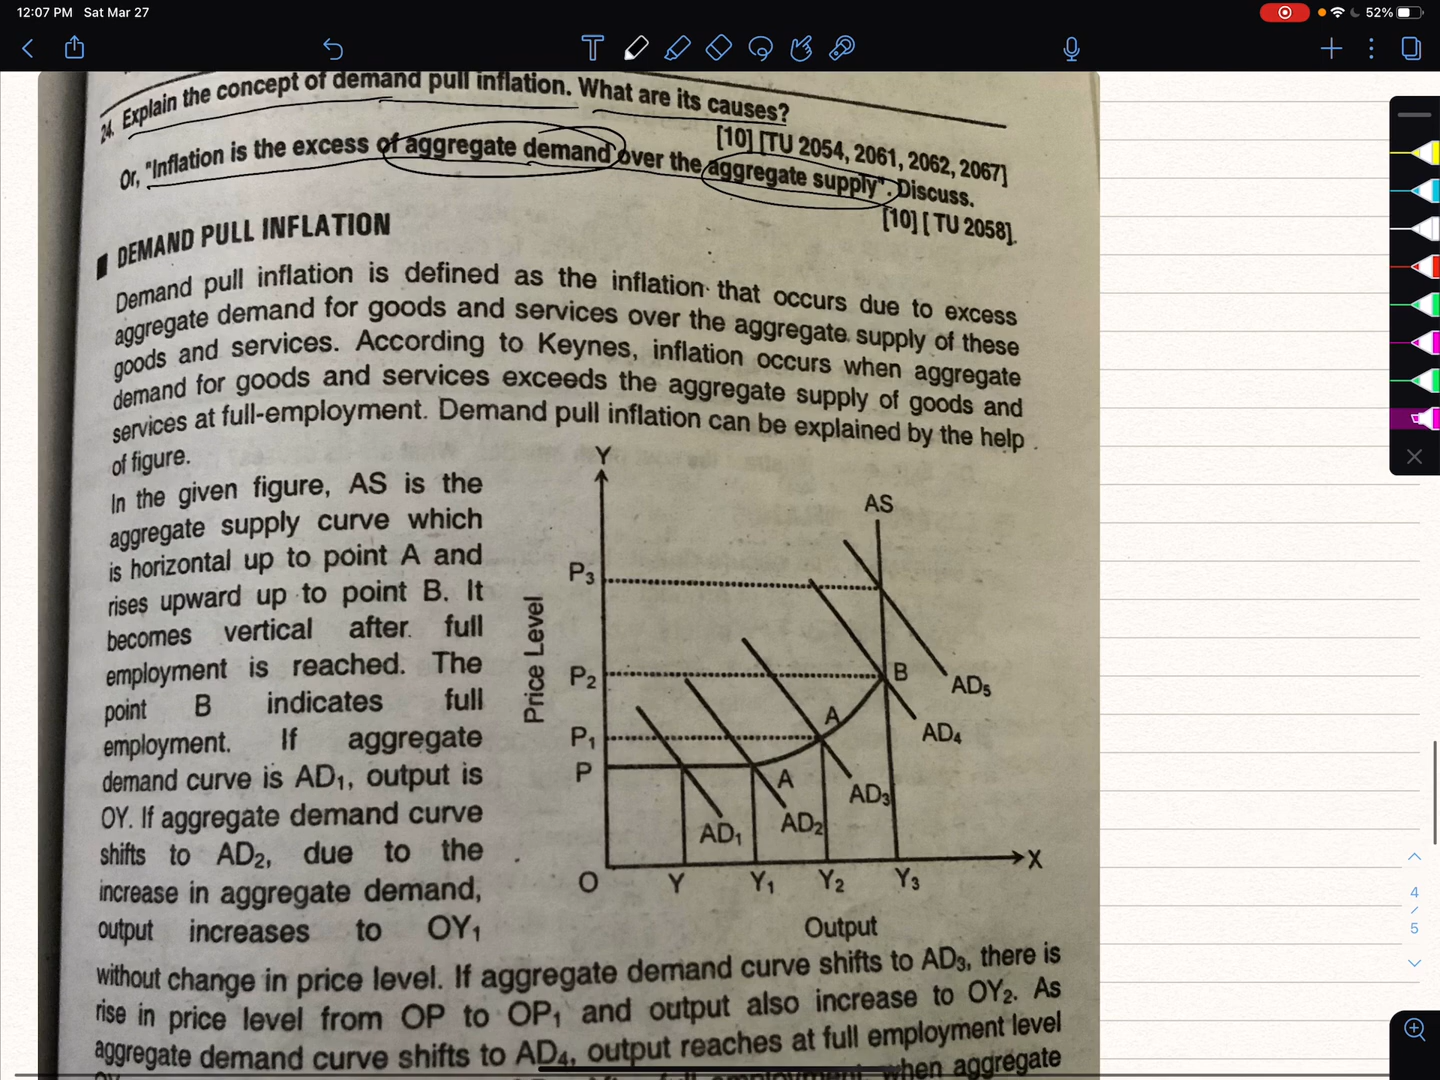 12:07 PM Sat Mar 27
52%
24. Explain the concept of demand pull inflation. What are its causes?
[10] [TU 2054, 2061, 2062, 2067]
Or, "Inflation is the excess of aggregate demand over the aggregate supply". Discuss.
[10] [ TU 2058].
DEMAND PULL INFLATION
Demand pull inflation is defined as the inflation that occurs due to excess
aggregate demand for goods and services over the aggregate supply of these
goods and services. According to Keynes, inflation occurs when aggregate
demand for goods and services exceeds the aggregate supply of goods and
services at full-employment. Demand pull inflation can be explained by the help
of figure.
In the given figure, AS is the
aggregate supply curve which
is horizontal up to point A and
rises upward up to point B. It
becomes vertical after full
employment is reached. The
point B indicates full
employment. If aggregate
demand curve is AD₁, output is
OY. If aggregate demand curve
shifts to AD₂, due to the
increase in aggregate demand,
output increases to OY₁
Y
AS
P₃
Price Level
P₂
B
AD₅
A
AD₄
P₁
P
A
AD₃
AD₂
AD₁
X
O
Y
Y₁
Y₂
Y₃
Output
without change in price level. If aggregate demand curve shifts to AD₃, there is
rise in price level from OP to OP₁ and output also increase to OY₂. As
aggregate demand curve shifts to AD₄, output reaches at full employment level
when aggregate
4
5